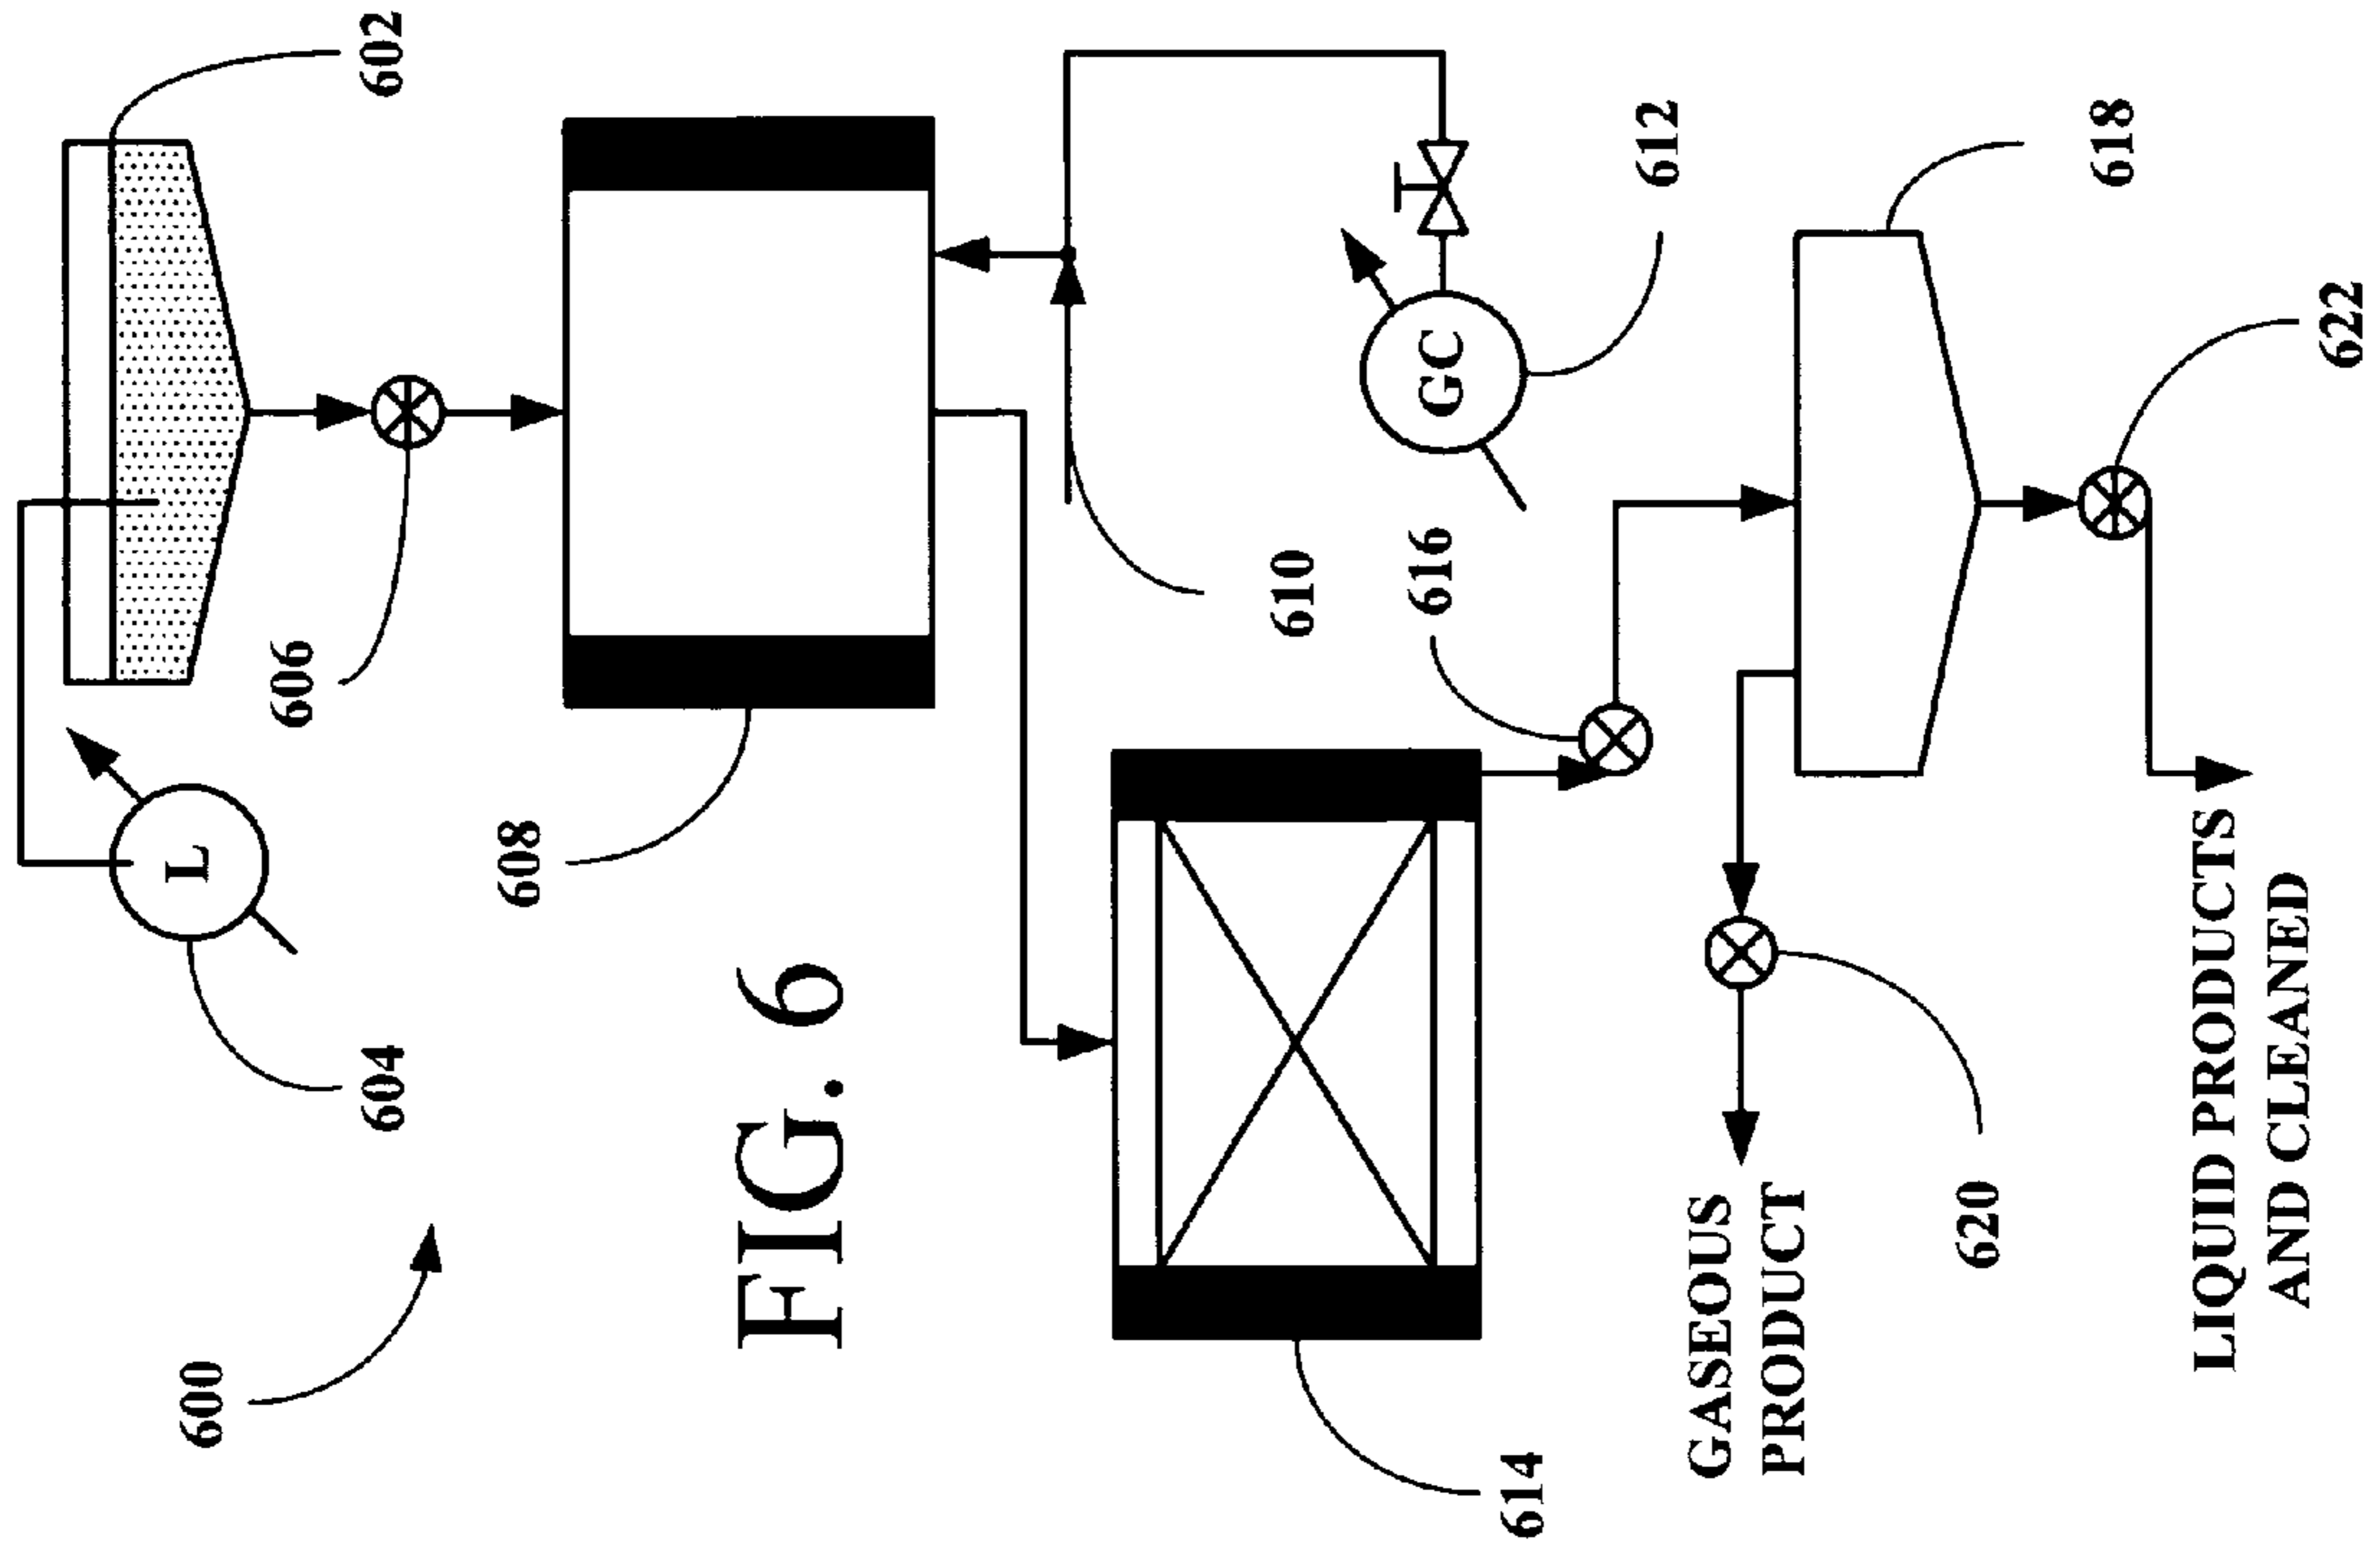 600
L
606
604
602
608
FIG. 6
610
616
GC
614
612
GASEOUS
PRODUCT
620
618
LIQUID PRODUCTS
AND CLEANED
622